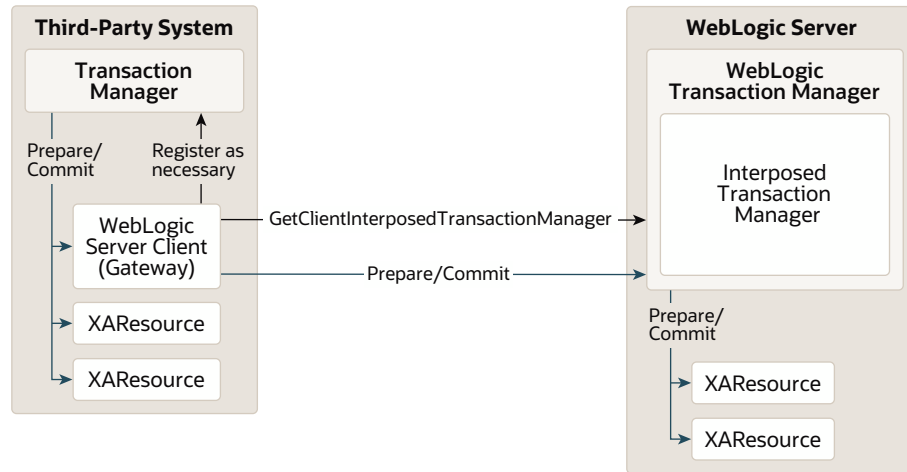 Third-Party System
Transaction
Manager
Prepare/
Commit
Register as
necessary
WebLogic
Server Client
(Gateway)
XAResource
XAResource
GetClientInterposedTransactionManager
Prepare/Commit
WebLogic Server
WebLogic
Transaction Manager
Interposed
Transaction
Manager
Prepare/
Commit
XAResource
XAResource